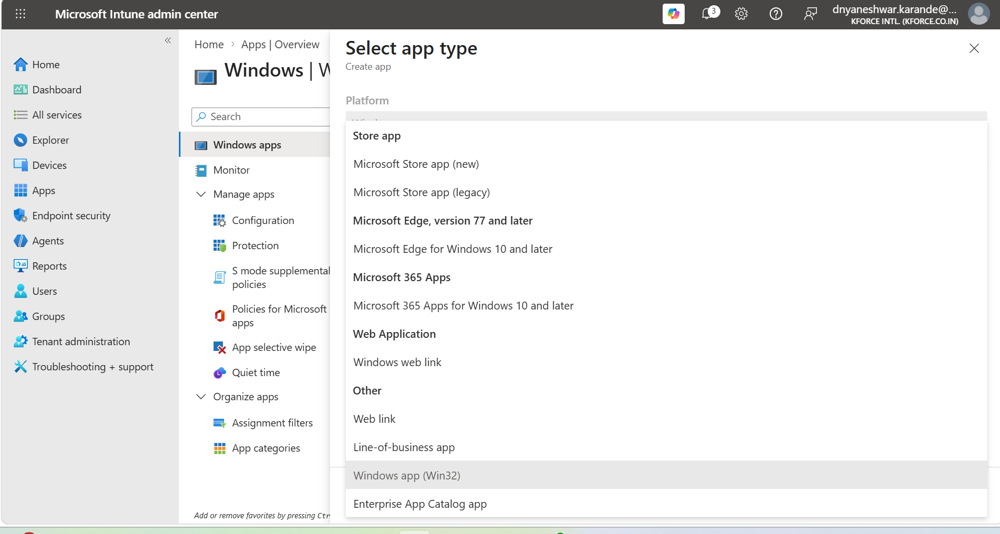 Microsoft Intune admin center
3
dnyaneshwar.karande@...
KFORCE INTL. (KFORCE.CO.IN)
Home
Dashboard
All services
Explorer
Devices
Apps
Endpoint security
Agents
Reports
Users
Groups
Tenant administration
Troubleshooting + support
Home > Apps | Overview
Windows | W
Search
Windows apps
Monitor
Manage apps
Configuration
Protection
S mode supplemental
policies
Policies for Microsoft
apps
App selective wipe
Quiet time
Organize apps
Assignment filters
App categories
Add or remove favorites by pressing Ctr
Select app type
Create app
Platform
Store app
Microsoft Store app (new)
Microsoft Store app (legacy)
Microsoft Edge, version 77 and later
Microsoft Edge for Windows 10 and later
Microsoft 365 Apps
Microsoft 365 Apps for Windows 10 and later
Web Application
Windows web link
Other
Web link
Line-of-business app
Windows app (Win32)
Enterprise App Catalog app